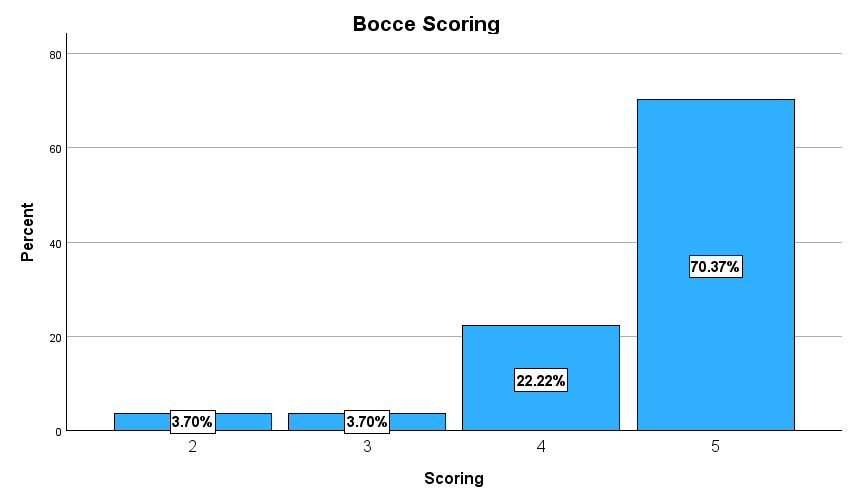 Bocce Scoring
80
60
40
20
0
Percent
3.70%
3.70%
22.22%
70.37%
2 3 4 5
Scoring